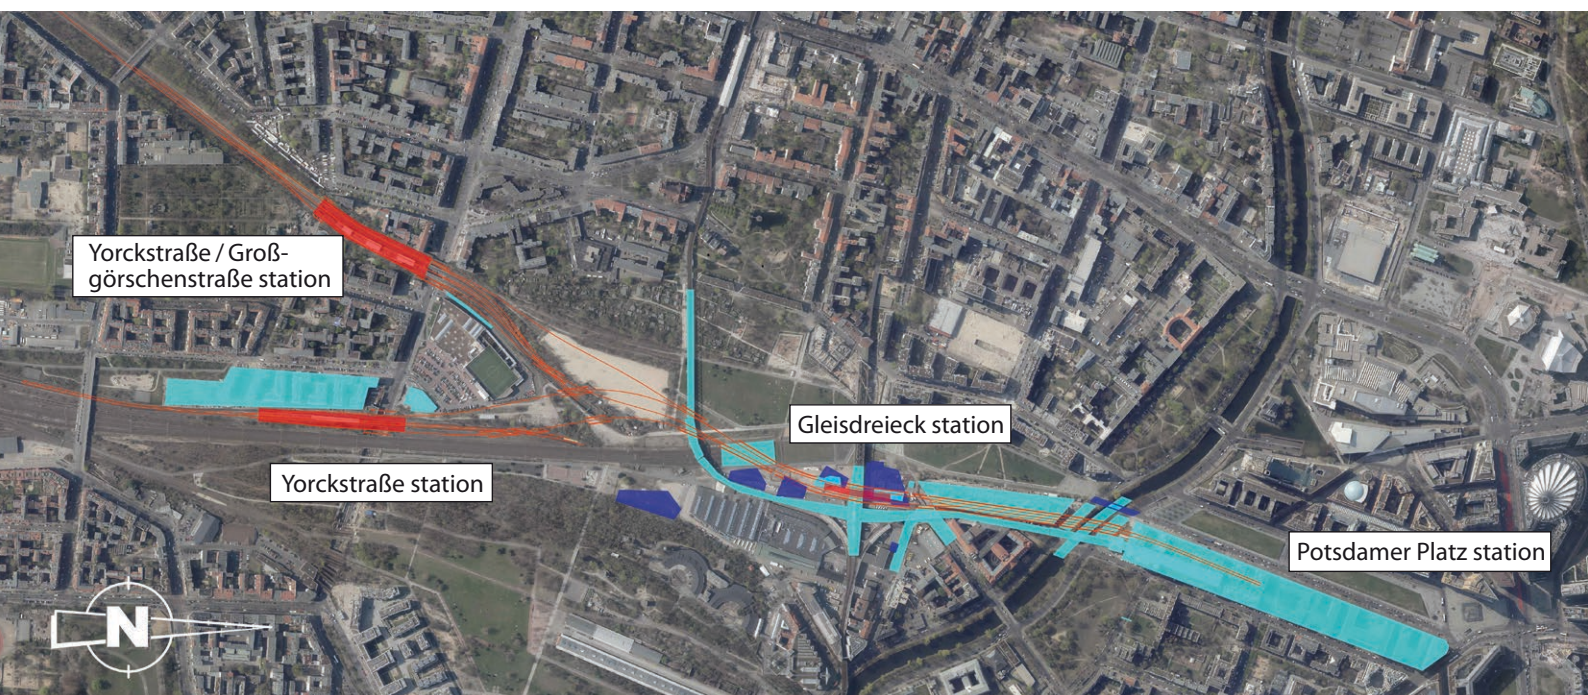 Yorckstraße / Groß-
görschenstraße station
Gleisdreieck station
Yorckstraße station
Potsdamer Platz station
N